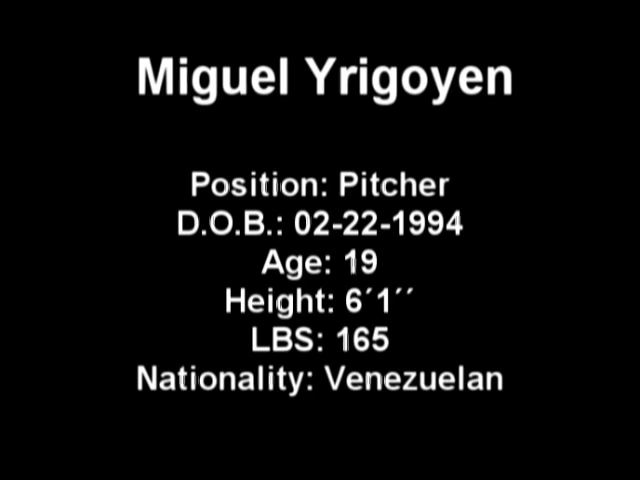 Miguel Yrigoyen
Position: Pitcher
D.O.B.: 02-22-1994
Age: 19
Height: 6´1´´
LBS: 165
Nationality: Venezuelan